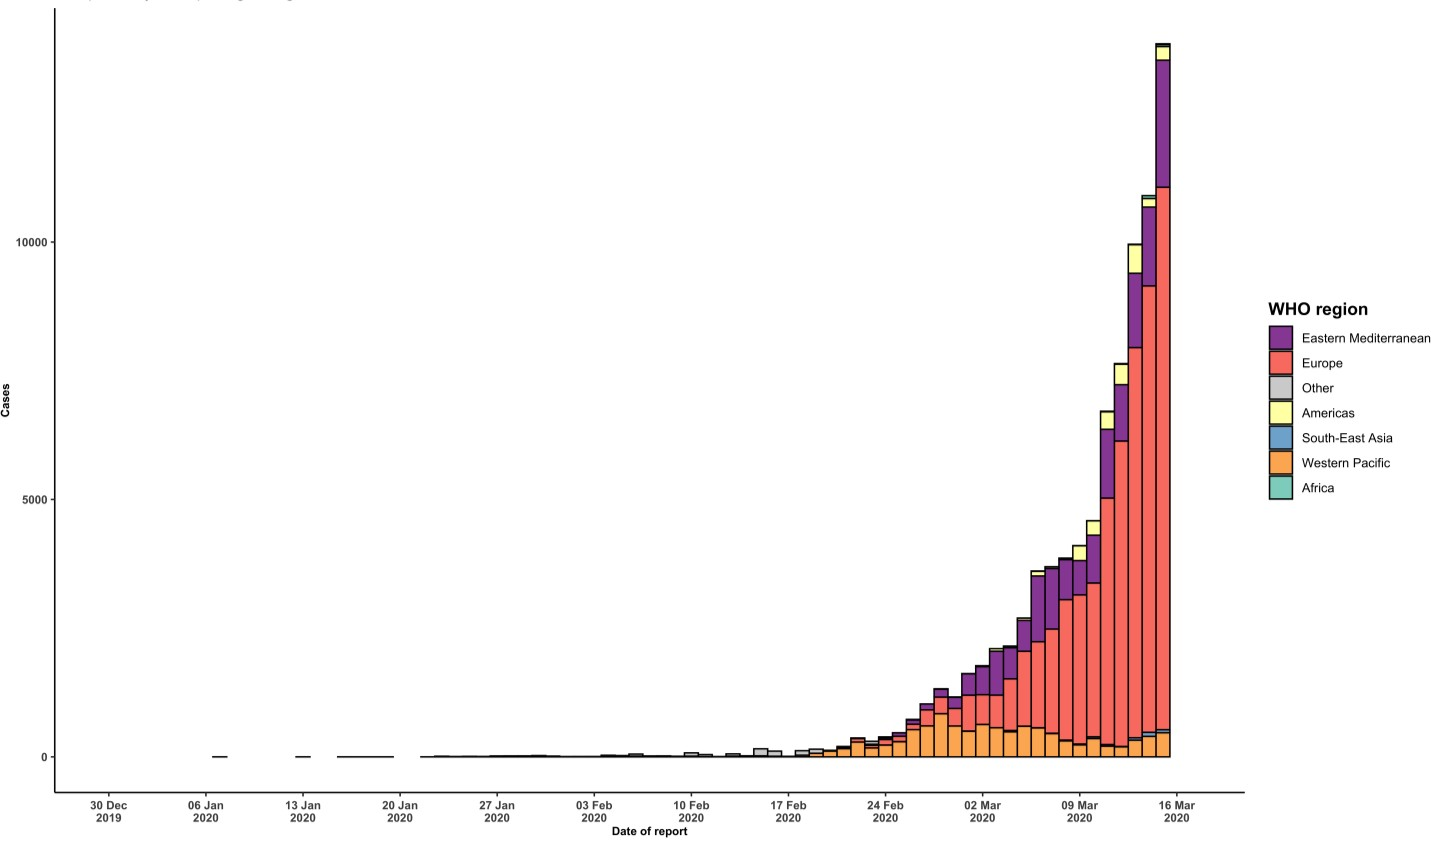 10000
5000
0
Cases
30 Dec
2019
06 Jan
2020
13 Jan
2020
20 Jan
2020
27 Jan
2020
03 Feb
2020
10 Feb
2020
17 Feb
2020
24 Feb
2020
02 Mar
2020
09 Mar
2020
16 Mar
2020
Date of report
WHO region
Eastern Mediterranean
Europe
Other
Americas
South-East Asia
Western Pacific
Africa